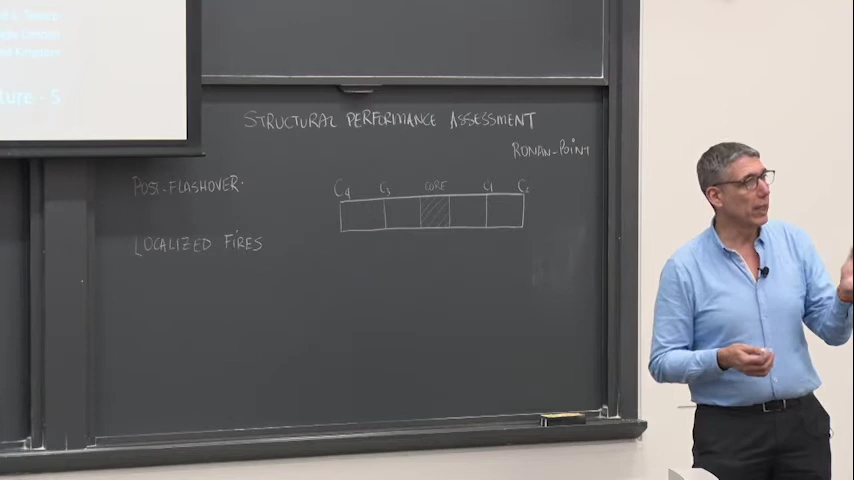 ture - 5
STRUCTURAL PERFORMANCE ASSESSMENT
RONAN-POINT
POST-FLASHOVER.
C4 C3 CORE C1 C2
LOCALIZED FIRES